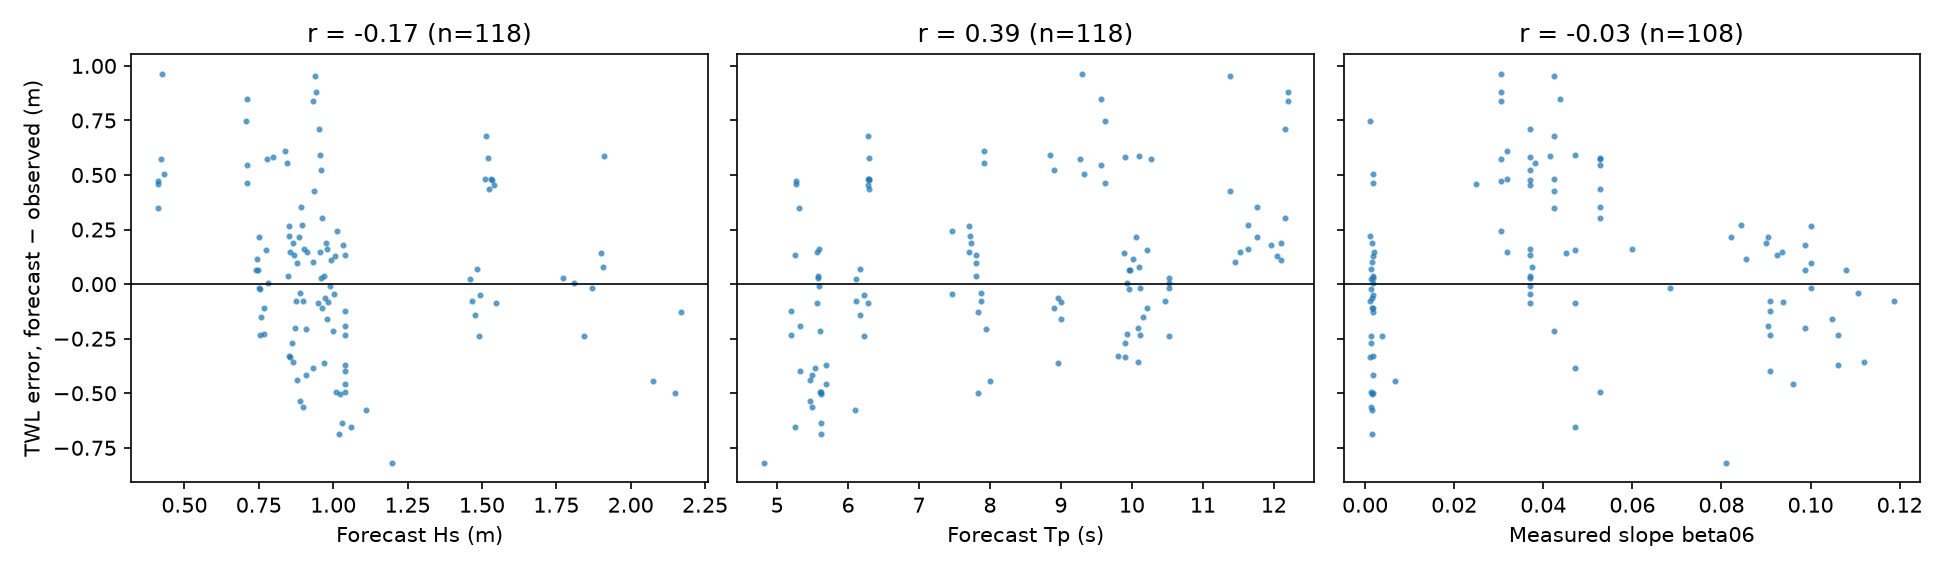 r = -0.17 (n=118)
r = 0.39 (n=118)
r = -0.03 (n=108)
TWL error, forecast − observed (m)
1.00
0.75
0.50
0.25
0.00
−0.25
−0.50
−0.75
0.50 0.75 1.00 1.25 1.50 1.75 2.00 2.25
Forecast Hs (m)
5 6 7 8 9 10 11 12
Forecast Tp (s)
0.00 0.02 0.04 0.06 0.08 0.10 0.12
Measured slope beta06